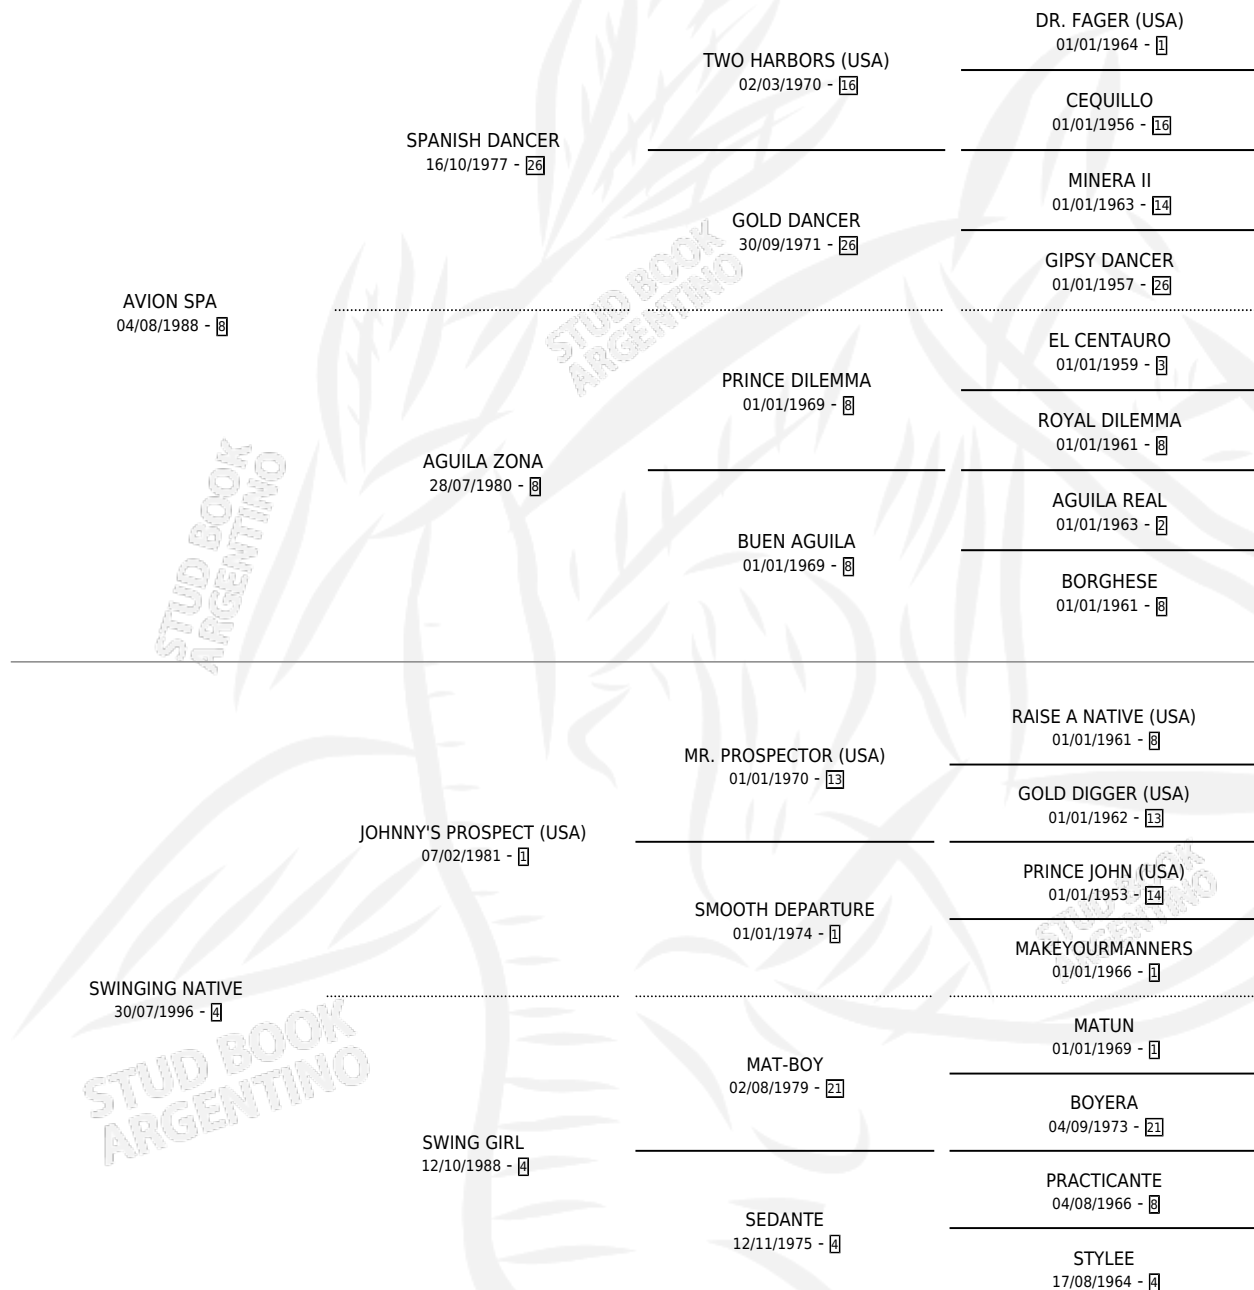 AVION SPA
04/08/1988 - 8
SPANISH DANCER
16/10/1977 - 26
AGUILA ZONA
28/07/1980 - 8
TWO HARBORS (USA)
02/03/1970 - 16
GOLD DANCER
30/09/1971 - 26
PRINCE DILEMMA
01/01/1969 - 8
BUEN AGUILA
01/01/1969 - 8
DR. FAGER (USA)
01/01/1964 - 1
CEQUILLO
01/01/1956 - 16
MINERA II
01/01/1963 - 14
GIPSY DANCER
01/01/1957 - 26
EL CENTAURO
01/01/1959 - 3
ROYAL DILEMMA
01/01/1961 - 8
AGUILA REAL
01/01/1963 - 2
BORGHESE
01/01/1961 - 8
STUD BOOK
ARGENTINO
STUD BOOK
ARGENTINO
SWINGING NATIVE
30/07/1996 - 4
JOHNNY'S PROSPECT (USA)
07/02/1981 - 1
SWING GIRL
12/10/1988 - 4
MR. PROSPECTOR (USA)
01/01/1970 - 13
SMOOTH DEPARTURE
01/01/1974 - 1
MAT-BOY
02/08/1979 - 21
SEDANTE
12/11/1975 - 4
RAISE A NATIVE (USA)
01/01/1961 - 8
GOLD DIGGER (USA)
01/01/1962 - 13
PRINCE JOHN (USA)
01/01/1953 - 14
MAKEYOURMANNERS
01/01/1966 - 1
MATUN
01/01/1969 - 1
BOYERA
04/09/1973 - 21
PRACTICANTE
04/08/1966 - 8
STYLEE
17/08/1964 - 4
STUD BOOK
ARGENTINO
STUD BOOK
ARGENTINO